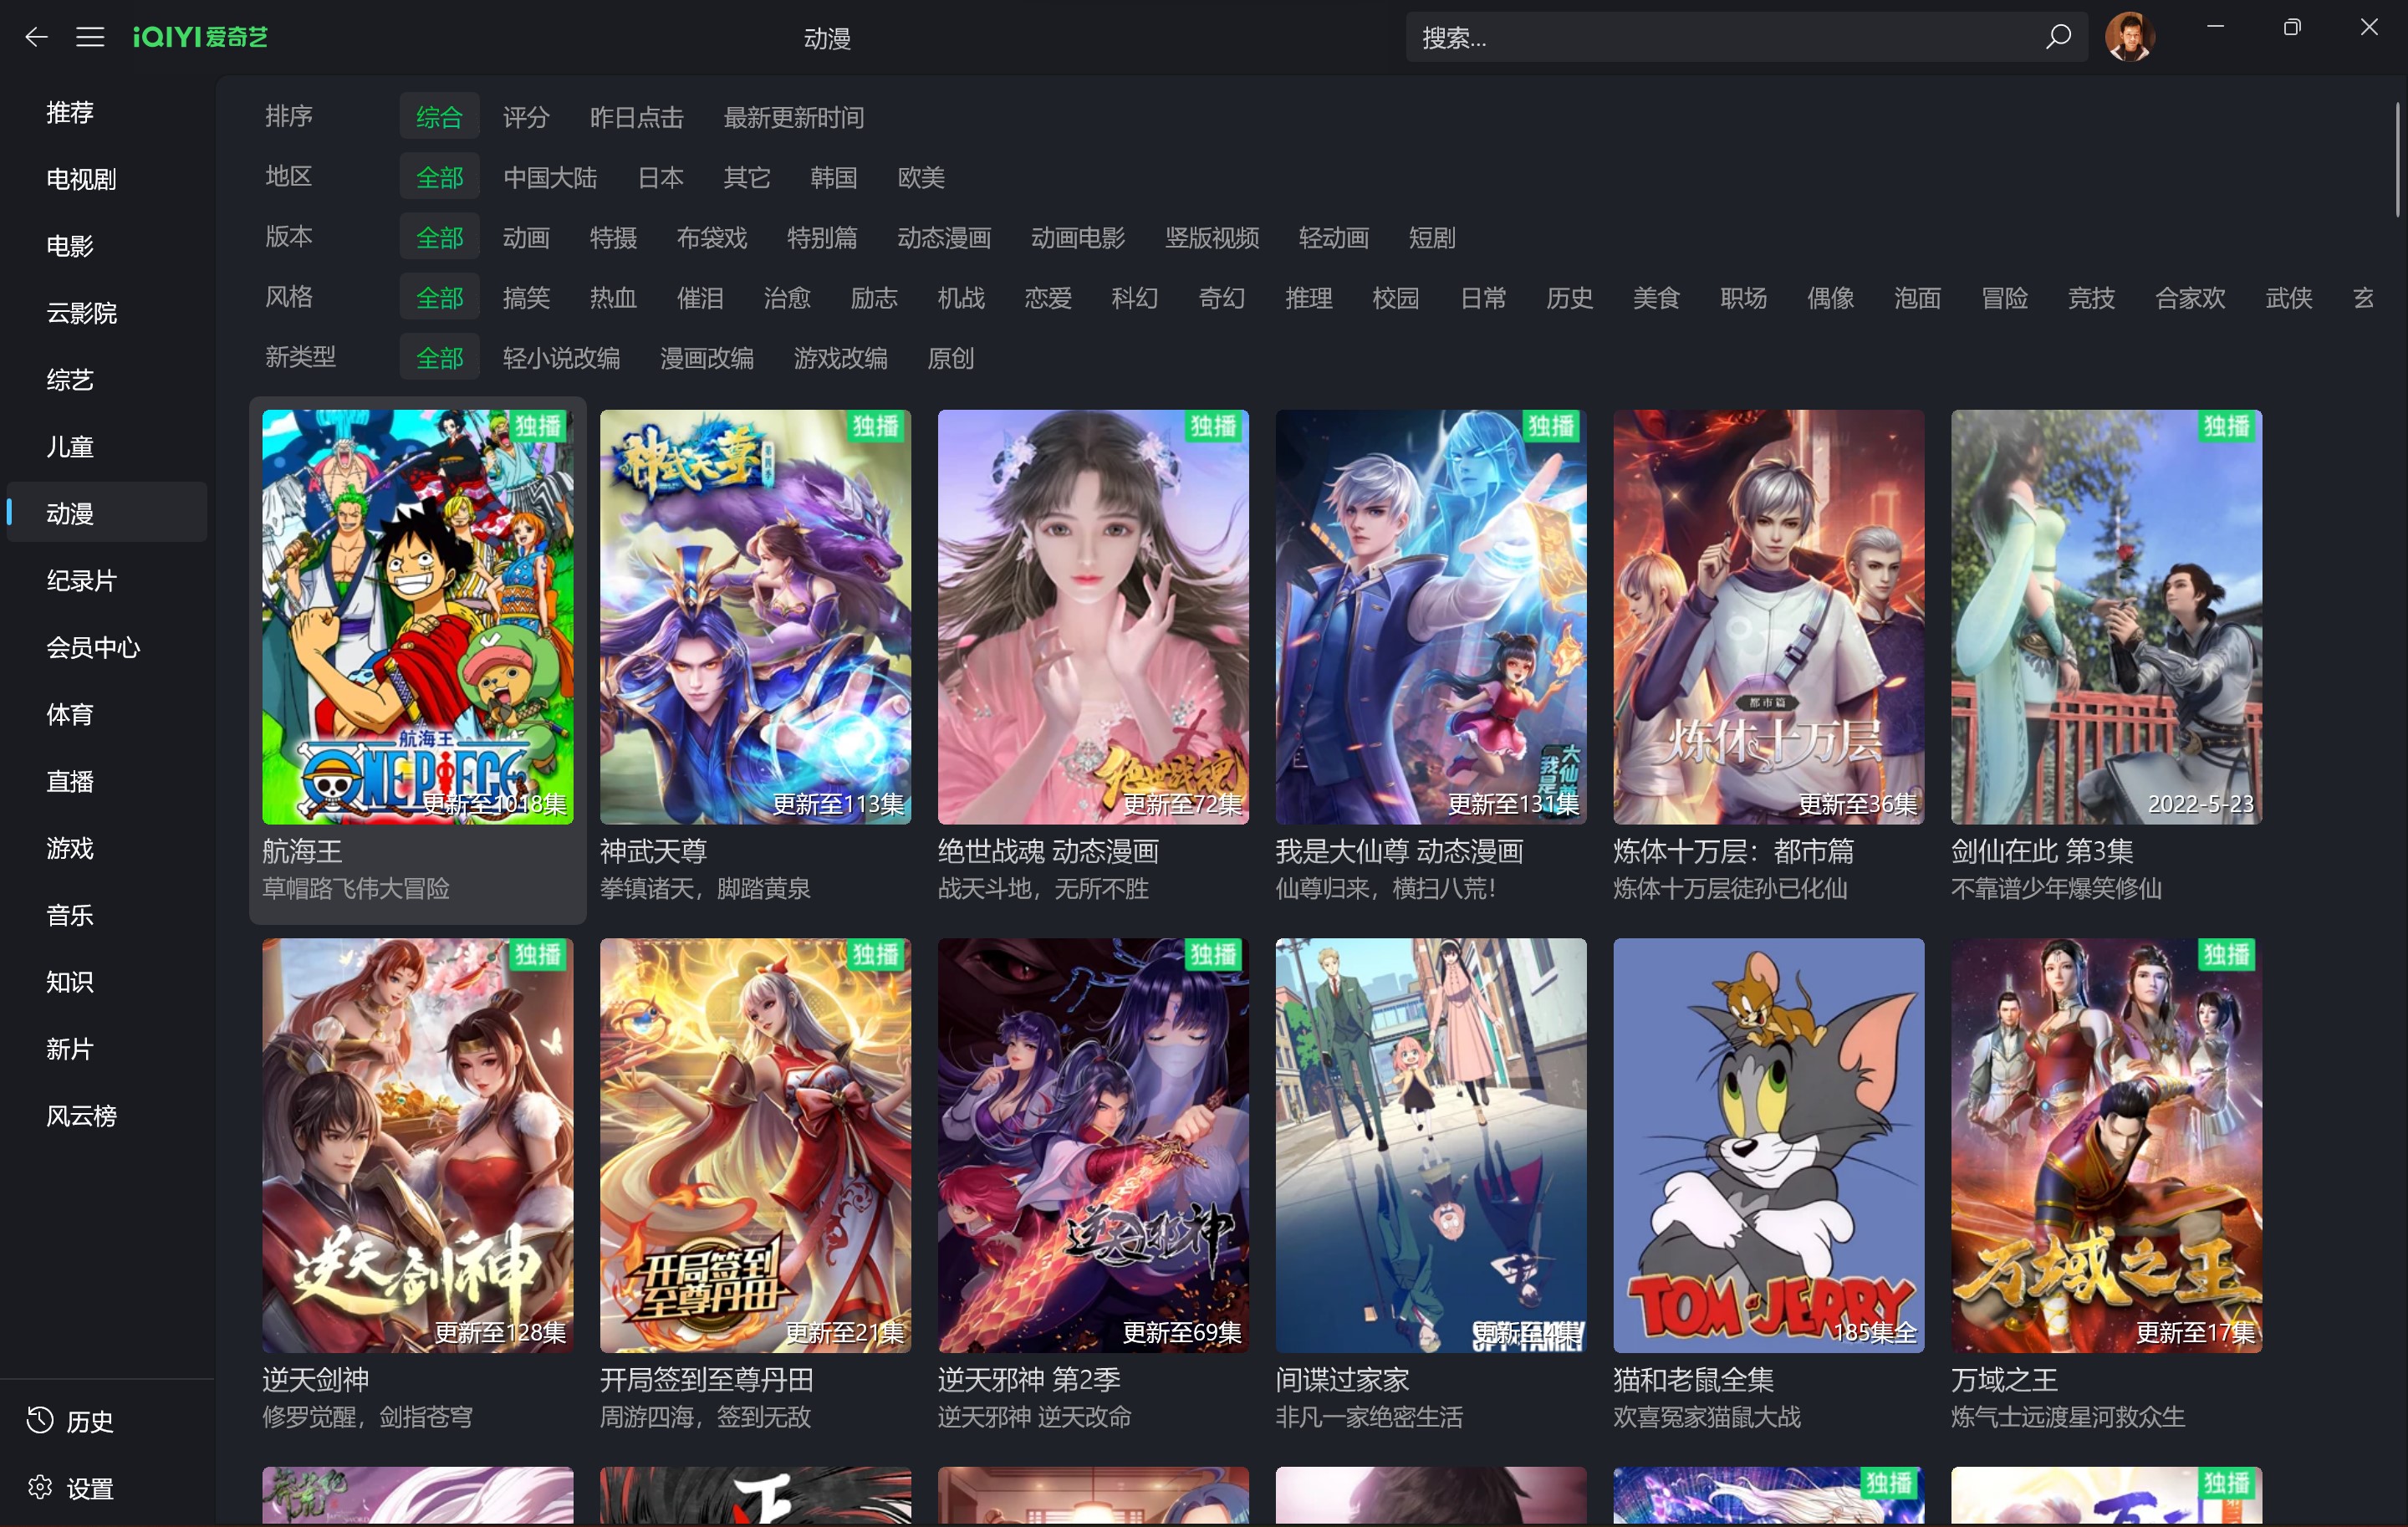 iQIYI 爱奇艺
动漫
搜索...
推荐
电视剧
电影
云影院
综艺
儿童
动漫
纪录片
会员中心
体育
直播
游戏
音乐
知识
新片
风云榜
历史
设置
排序 综合 评分 昨日点击 最新更新时间
地区 全部 中国大陆 日本 其它 韩国 欧美
版本 全部 动画 特摄 布袋戏 特别篇 动态漫画 动画电影 竖版视频 轻动画 短剧
风格 全部 搞笑 热血 催泪 治愈 励志 机战 恋爱 科幻 奇幻 推理 校园 日常 历史 美食 职场 偶像 泡面 冒险 竞技 合家欢 武侠 玄
新类型 全部 轻小说改编 漫画改编 游戏改编 原创
独播
航海王
ONE PIECE
更新至1018集
航海王
草帽路飞伟大冒险
独播
神武天尊
更新至113集
神武天尊
拳镇诸天，脚踏黄泉
独播
绝世战魂
更新至72集
绝世战魂 动态漫画
战天斗地，无所不胜
独播
我是大仙尊
更新至131集
我是大仙尊 动态漫画
仙尊归来，横扫八荒！
都市篇
炼体十万层
更新至36集
炼体十万层：都市篇
炼体十万层徒孙已化仙
独播
2022-5-23
剑仙在此 第3集
不靠谱少年爆笑修仙
独播
逆天剑神
更新至128集
逆天剑神
修罗觉醒，剑指苍穹
独播
开局签到
至尊丹田
更新至21集
开局签到至尊丹田
周游四海，签到无敌
独播
逆天邪神
更新至69集
逆天邪神 第2季
逆天邪神 逆天改命
SPY×FAMILY
间谍过家家
非凡一家绝密生活
TOM and JERRY
185集全
猫和老鼠全集
欢喜冤家猫鼠大战
独播
万域之王
更新至17集
万域之王
炼气士远渡星河救众生
独播
独播